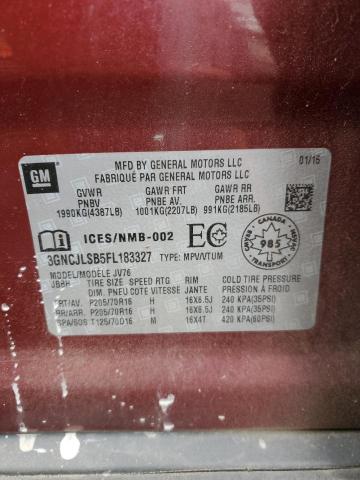 GM
01/15
MFD BY GENERAL MOTORS LLC
FABRIQUÉ PAR GENERAL MOTORS LLC
GVWR GAWR FRT GAWR RR
PNBV PNBE AV. PNBE ARR.
1990KG(4387LB) 1001KG(2207LB) 991KG(2185LB)
ICES/NMB-002 EC
CANADA
985
3GNCJLSB5FL183327 TYPE: MPV/VTUM
MODEL/MODÈLE JV76
JBBH TIRE SIZE SPEED RTG RIM COLD TIRE PRESSURE
DIM PNEU COTE VITESSE JANTE PRESSION A FROID
FRT/AV. P205/70R16 H 16X6.5J 240 KPA(35PSI)
RR/ARR. P205/70R16 H 16X6.5J 240 KPA(35PSI)
SPA/SOS T125/70D16 M 16X4T 420 KPA(60PSI)